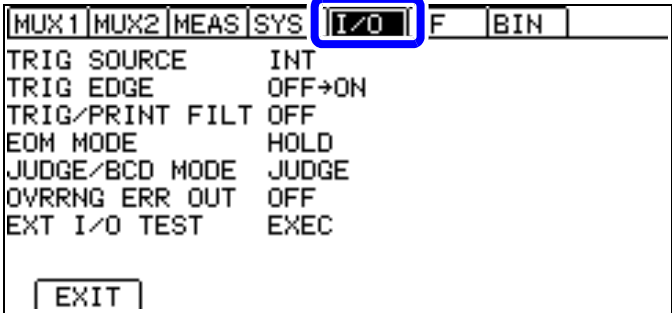 MUX1 MUX2 MEAS SYS I/O F BIN
TRIG SOURCE INT
TRIG EDGE OFF→ON
TRIG/PRINT FILT OFF
EOM MODE HOLD
JUDGE/BCD MODE JUDGE
OVRRNG ERR OUT OFF
EXT I/O TEST EXEC
EXIT